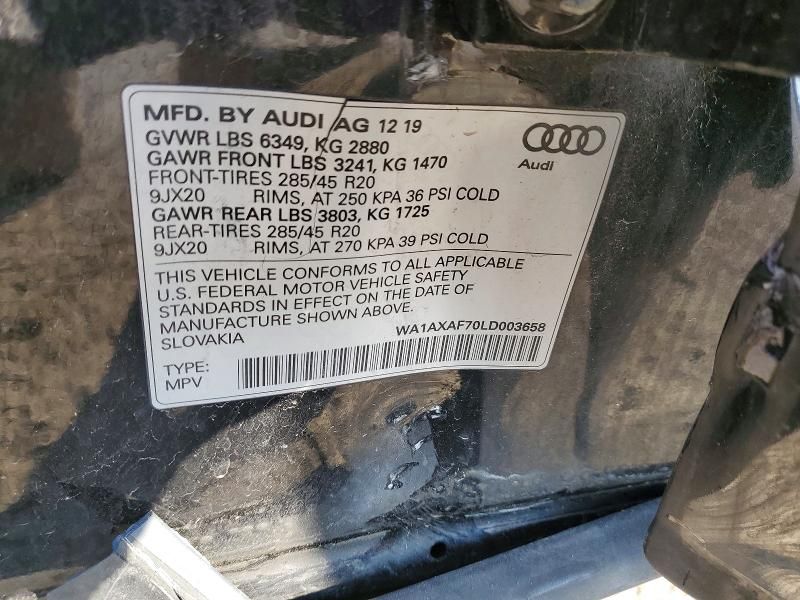 MFD. BY AUDI AG 12 19
GVWR LBS 6349, KG 2880
GAWR FRONT LBS 3241, KG 1470
FRONT-TIRES 285/45 R20
9JX20 RIMS, AT 250 KPA 36 PSI COLD
GAWR REAR LBS 3803, KG 1725
REAR-TIRES 285/45 R20
9JX20 RIMS, AT 270 KPA 39 PSI COLD
Audi
THIS VEHICLE CONFORMS TO ALL APPLICABLE
U.S. FEDERAL MOTOR VEHICLE SAFETY
STANDARDS IN EFFECT ON THE DATE OF
MANUFACTURE SHOWN ABOVE.
SLOVAKIA
WA1AXAF70LD003658
TYPE:
MPV